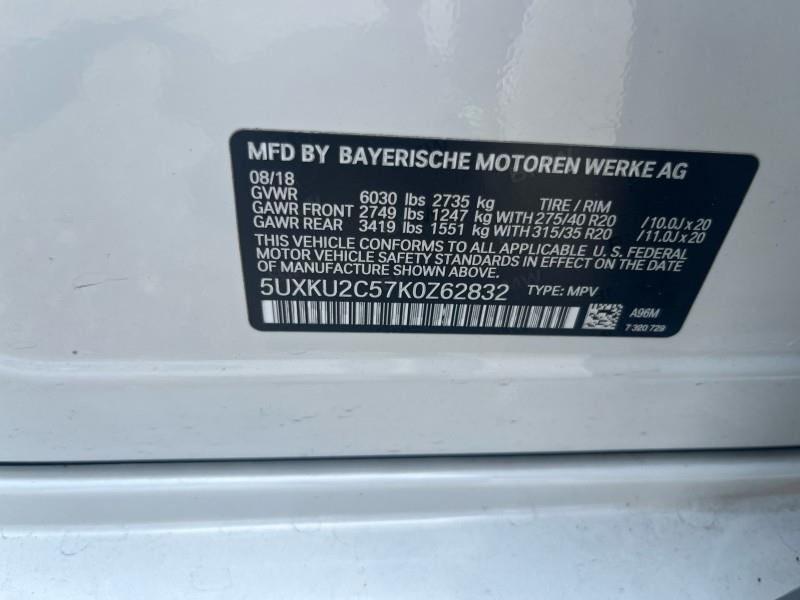 MFD BY BAYERISCHE MOTOREN WERKE AG
08/18
GVWR 6030 lbs 2735 kg TIRE / RIM
GAWR FRONT 2749 lbs 1247 kg WITH 275/40 R20 /10.0Jx20
GAWR REAR 3419 lbs 1551 kg WITH 315/35 R20 /11.0Jx20
THIS VEHICLE CONFORMS TO ALL APPLICABLE U.S. FEDERAL
MOTOR VEHICLE SAFETY STANDARDS IN EFFECT ON THE
DATE OF MANUFACTURE SHOWN ABOVE.
5UXKU2C57K0Z62832 TYPE: MPV
A96M
7 320 729